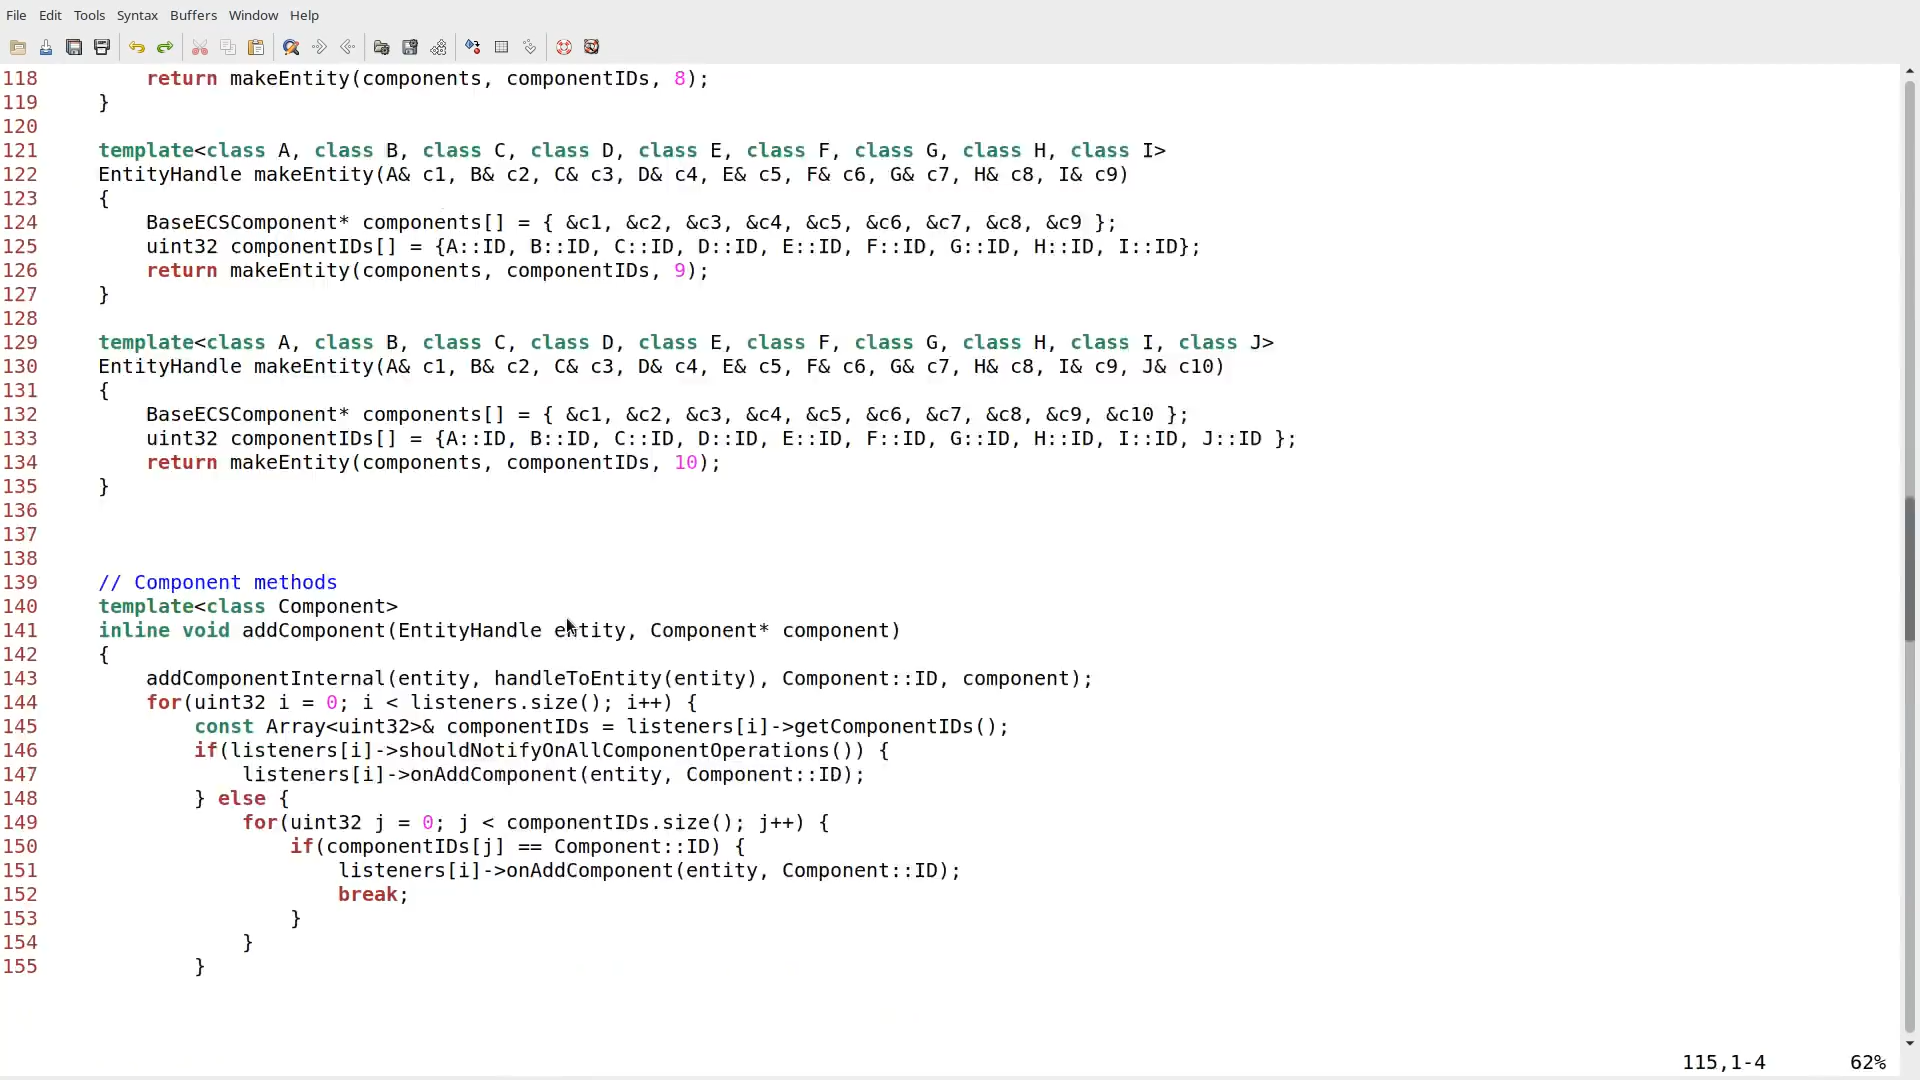 File Edit Tools Syntax Buffers Window Help
118         return makeEntity(components, componentIDs, 8);
119     }
120
121     template<class A, class B, class C, class D, class E, class F, class G, class H, class I>
122     EntityHandle makeEntity(A& c1, B& c2, C& c3, D& c4, E& c5, F& c6, G& c7, H& c8, I& c9)
123     {
124         BaseECSComponent* components[] = { &c1, &c2, &c3, &c4, &c5, &c6, &c7, &c8, &c9 };
125         uint32 componentIDs[] = {A::ID, B::ID, C::ID, D::ID, E::ID, F::ID, G::ID, H::ID, I::ID};
126         return makeEntity(components, componentIDs, 9);
127     }
128
129     template<class A, class B, class C, class D, class E, class F, class G, class H, class I, class J>
130     EntityHandle makeEntity(A& c1, B& c2, C& c3, D& c4, E& c5, F& c6, G& c7, H& c8, I& c9, J& c10)
131     {
132         BaseECSComponent* components[] = { &c1, &c2, &c3, &c4, &c5, &c6, &c7, &c8, &c9, &c10 };
133         uint32 componentIDs[] = {A::ID, B::ID, C::ID, D::ID, E::ID, F::ID, G::ID, H::ID, I::ID, J::ID };
134         return makeEntity(components, componentIDs, 10);
135     }
136
137
138
139     // Component methods
140     template<class Component>
141     inline void addComponent(EntityHandle entity, Component* component)
142     {
143         addComponentInternal(entity, handleToEntity(entity), Component::ID, component);
144         for(uint32 i = 0; i < listeners.size(); i++) {
145             const Array<uint32>& componentIDs = listeners[i]->getComponentIDs();
146             if(listeners[i]->shouldNotifyOnAllComponentOperations()) {
147                 listeners[i]->onAddComponent(entity, Component::ID);
148             } else {
149                 for(uint32 j = 0; j < componentIDs.size(); j++) {
150                     if(componentIDs[j] == Component::ID) {
151                         listeners[i]->onAddComponent(entity, Component::ID);
152                         break;
153                     }
154                 }
155             }
115,1-4 62%